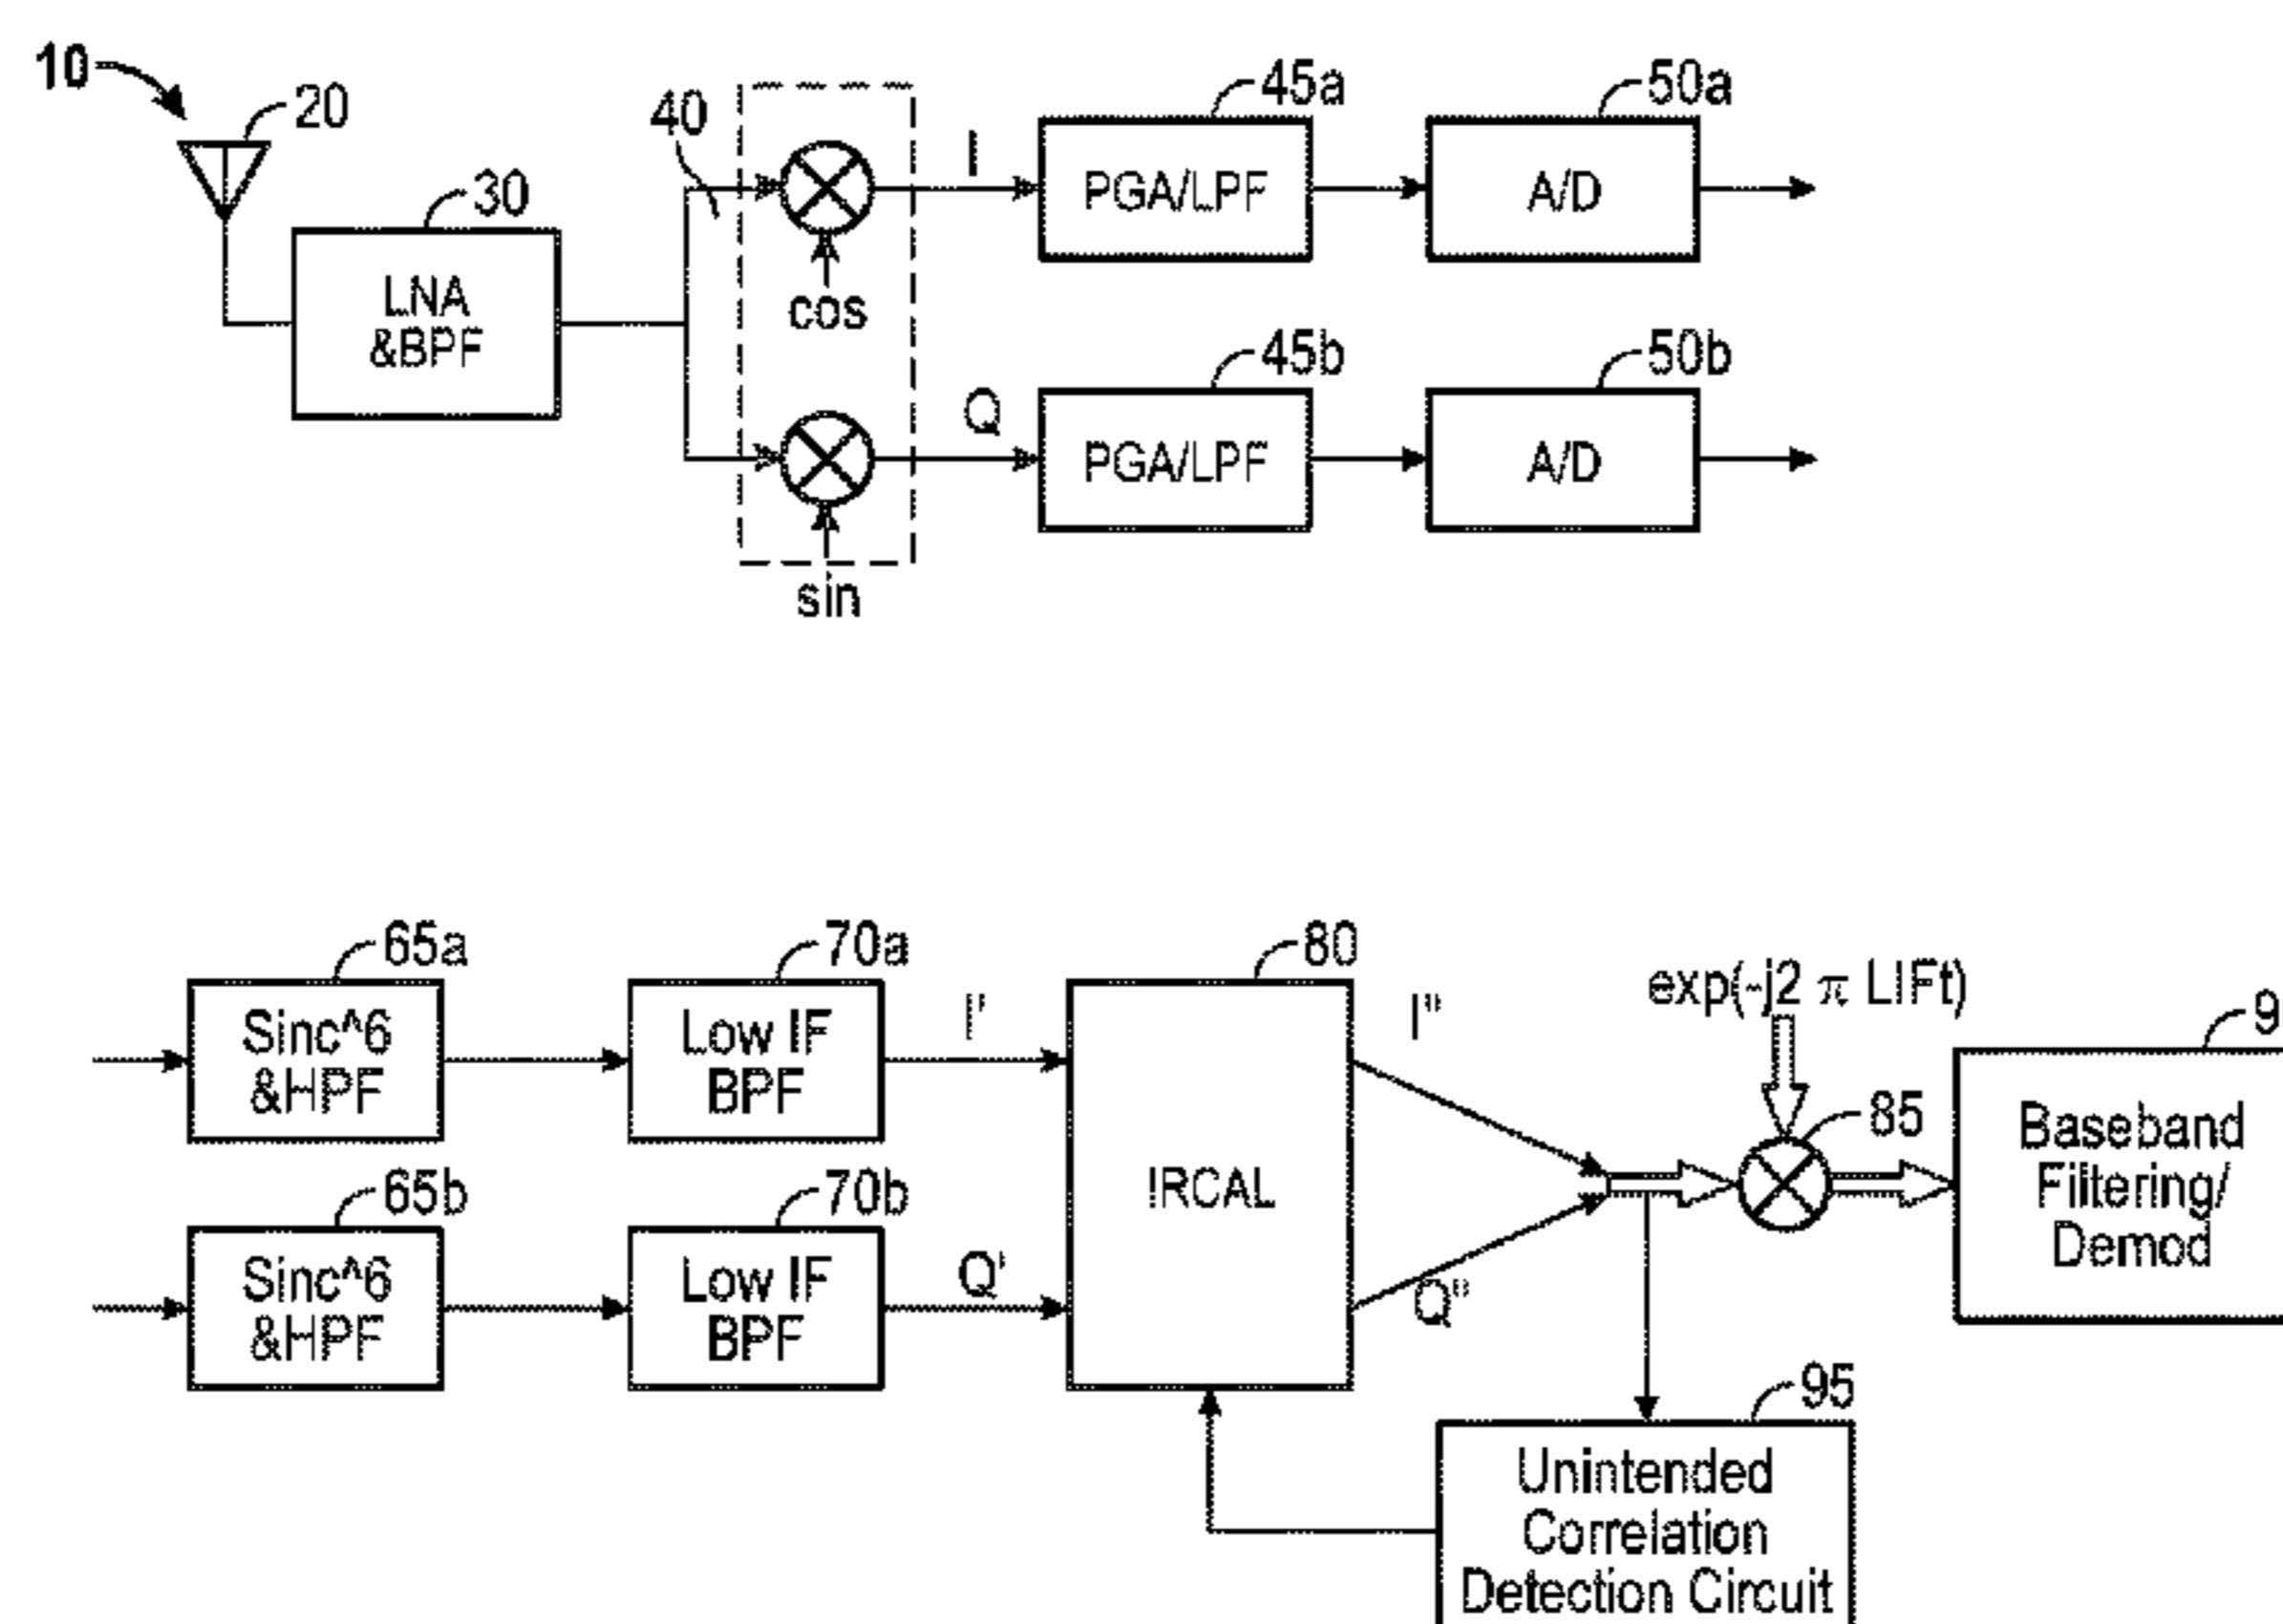 10
20
30
LNA
&BPF
40
cos
sin
I
Q
45a
PGA/LPF
50a
A/D
45b
PGA/LPF
50b
A/D
65a
Sinc^6
&HPF
70a
Low IF
BPF
I'
65b
Sinc^6
&HPF
70b
Low IF
BPF
Q'
80
!RCAL
I"
Q"
exp(-j2 π LIFt)
85
9
Baseband
Filtering/
Demod
95
Unintended
Correlation
Detection Circuit